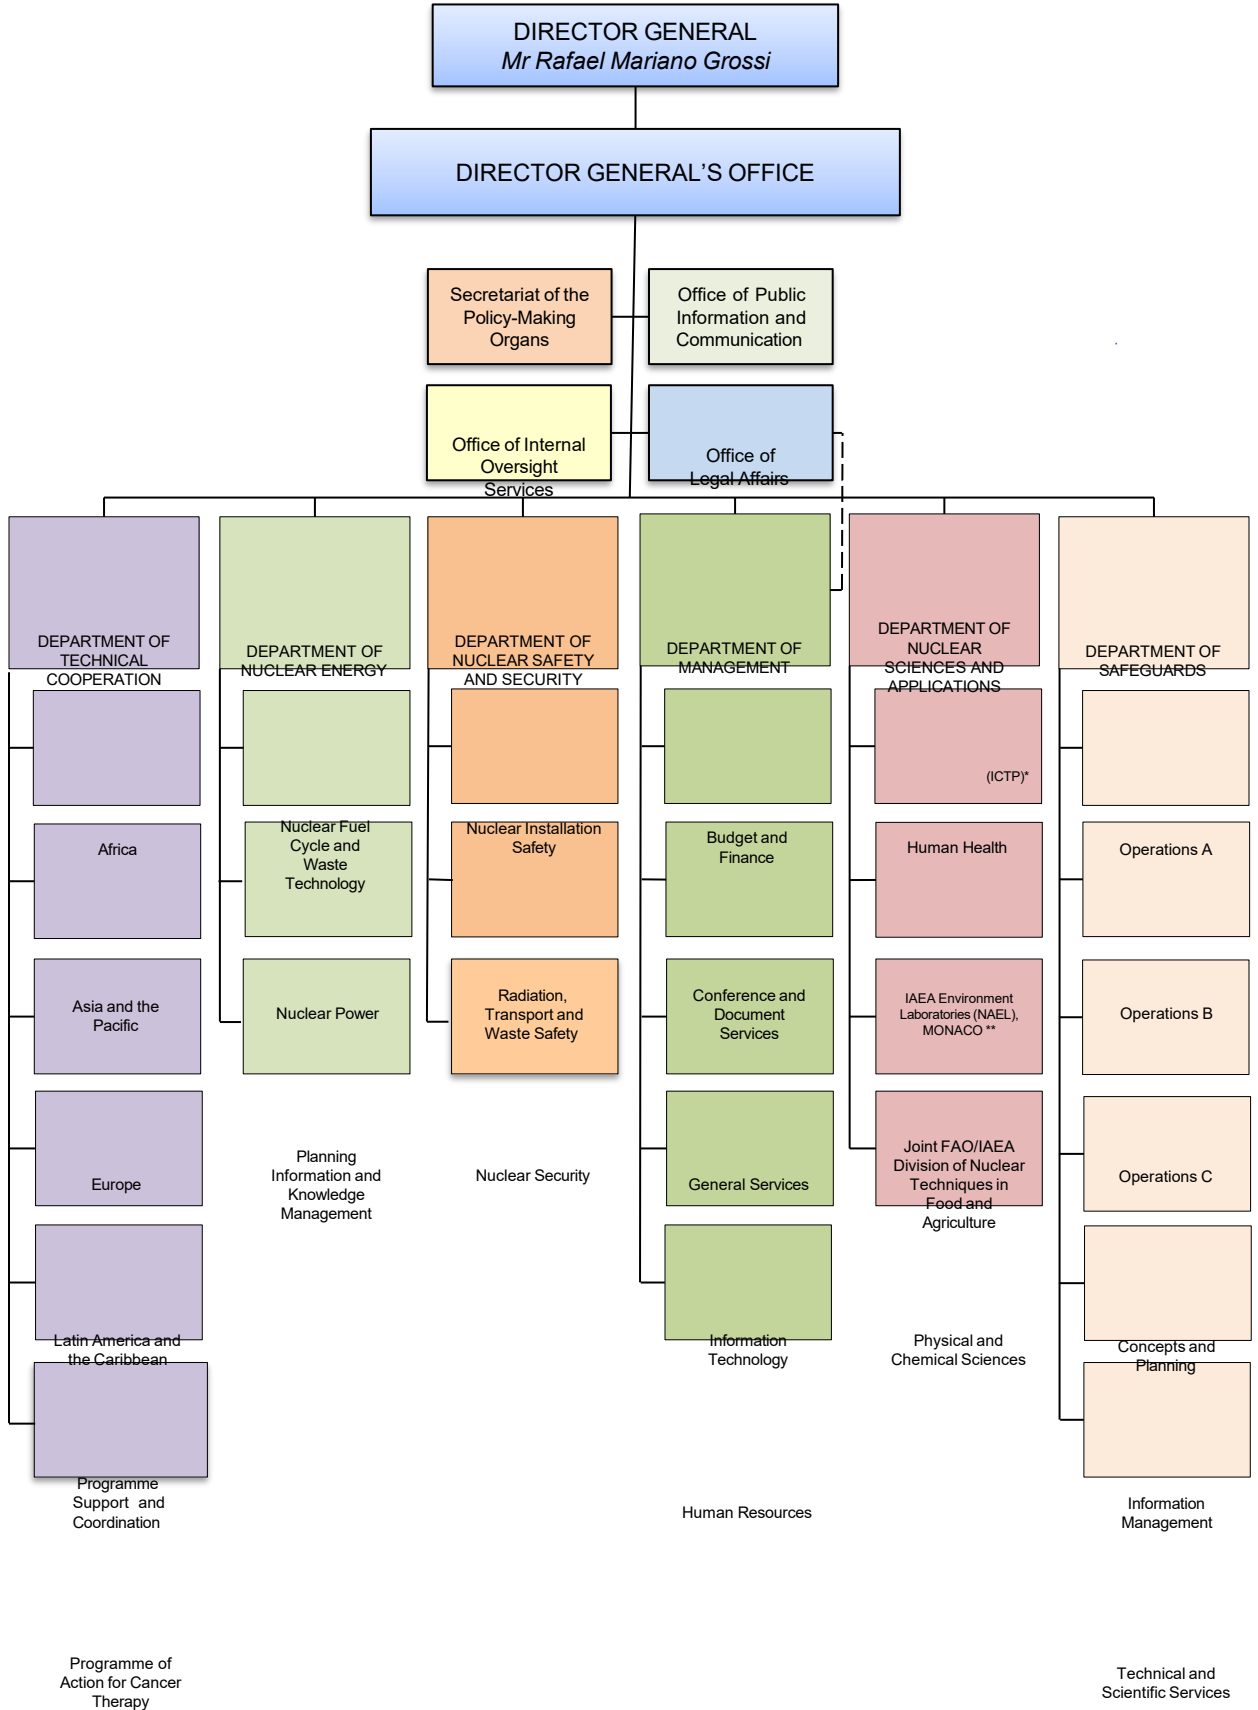 DIRECTOR GENERAL
Mr Rafael Mariano Grossi
DIRECTOR GENERAL’S OFFICE
Secretariat of the
Policy-Making
Organs
Office of Public
Information and
Communication
Office of Internal
Oversight
Services
Office of
Legal Affairs
DEPARTMENT OF
TECHNICAL
COOPERATION
DEPARTMENT OF
NUCLEAR ENERGY
DEPARTMENT OF
NUCLEAR SAFETY
AND SECURITY
DEPARTMENT OF
MANAGEMENT
DEPARTMENT OF
NUCLEAR
SCIENCES AND
APPLICATIONS
DEPARTMENT OF
SAFEGUARDS
Africa
Asia and the
Pacific
Europe
Latin America and
the Caribbean
Programme
Support and
Coordination
Programme of
Action for Cancer
Therapy
Nuclear Fuel
Cycle and
Waste
Technology
Nuclear Power
Planning
Information and
Knowledge
Management
Nuclear Installation
Safety
Radiation,
Transport and
Waste Safety
Nuclear Security
Budget and
Finance
Conference and
Document
Services
General Services
Information
Technology
Human Resources
(ICTP)*
Human Health
IAEA Environment
Laboratories (NAEL),
MONACO **
Joint FAO/IAEA
Division of Nuclear
Techniques in
Food and
Agriculture
Physical and
Chemical Sciences
Operations A
Operations B
Operations C
Concepts and
Planning
Information
Management
Technical and
Scientific Services